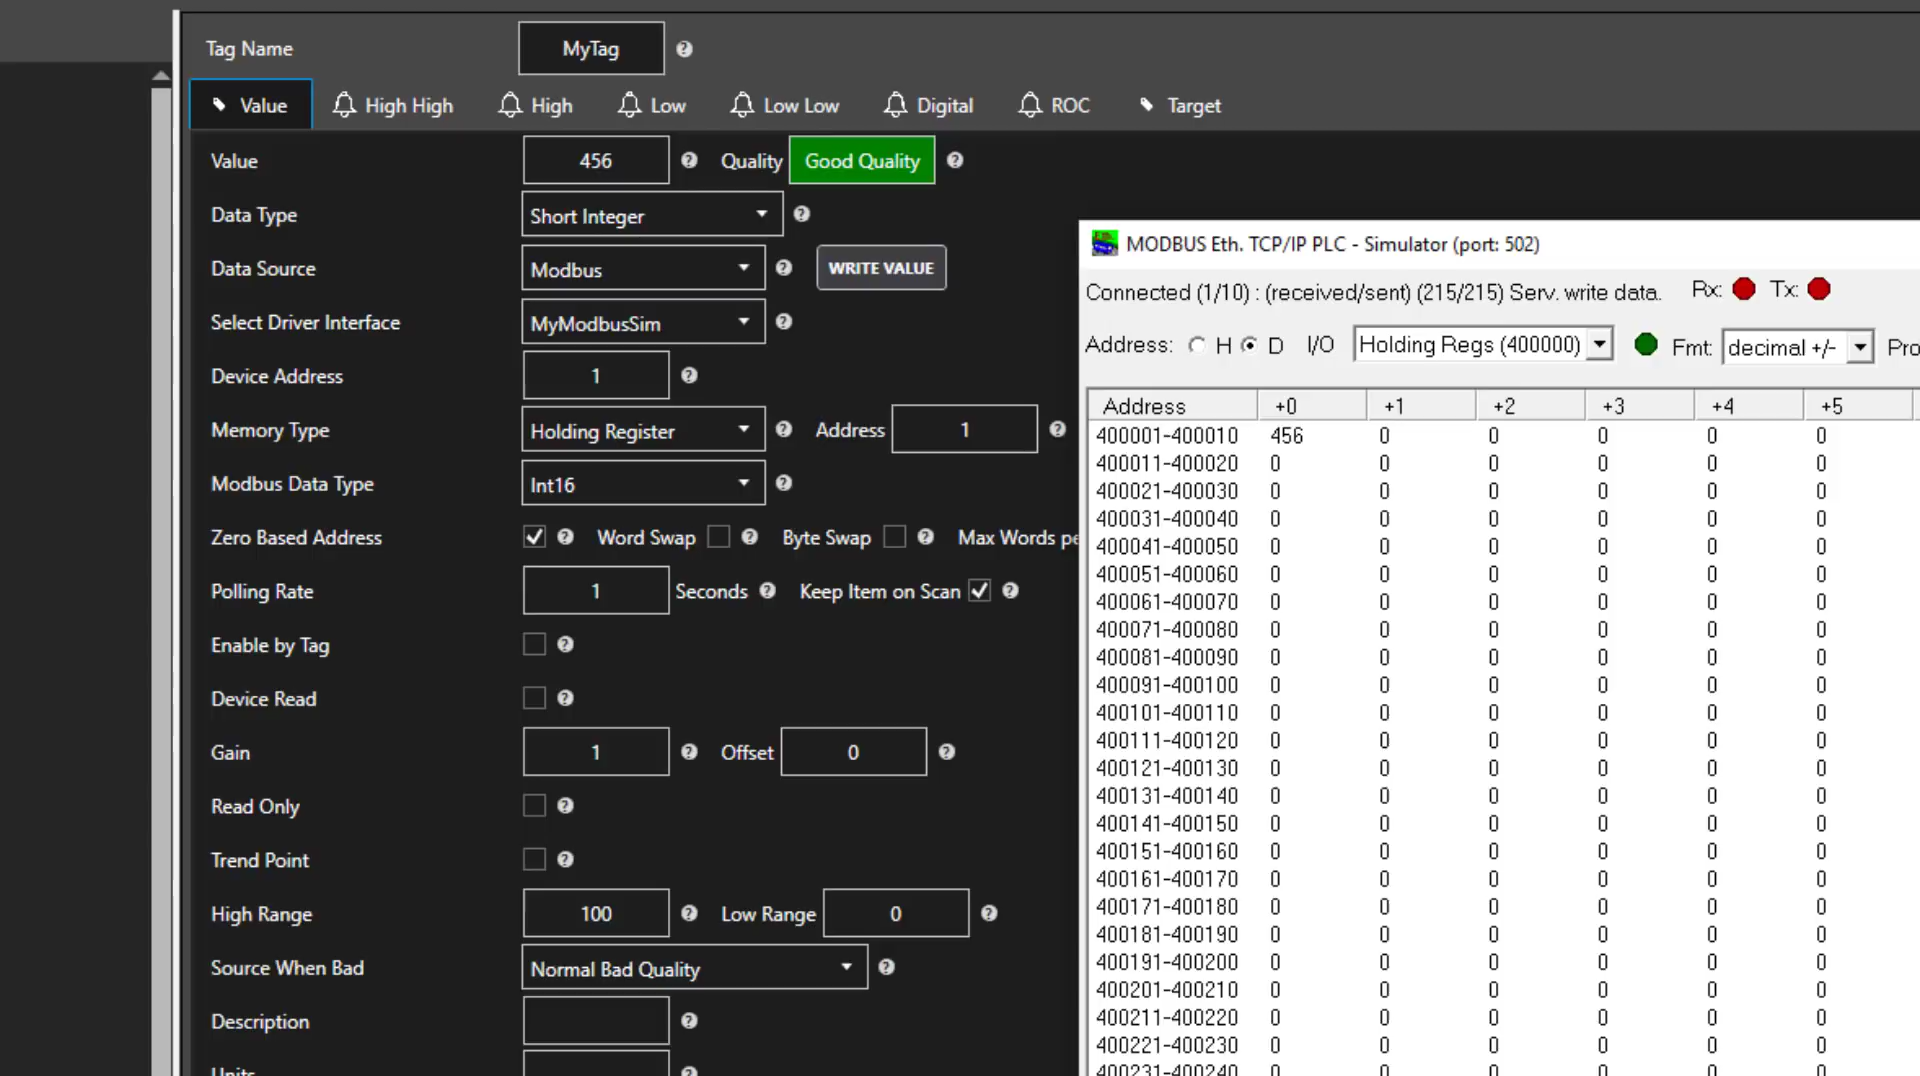 Tag Name MyTag
Value High High High Low Low Low Digital ROC Target
Value 456 Quality Good Quality
Data Type Short Integer
Data Source Modbus WRITE VALUE
Select Driver Interface MyModbusSim
Device Address 1
Memory Type Holding Register Address 1
Modbus Data Type Int16
Zero Based Address Word Swap Byte Swap Max Words
Polling Rate 1 Seconds Keep Item on Scan
Enable by Tag
Device Read
Gain 1 Offset 0
Read Only
Trend Point
High Range 100 Low Range 0
Source When Bad Normal Bad Quality
Description
Units
MODBUS Eth. TCP/IP PLC - Simulator (port: 502)
Connected (1/10) : (received/sent) (215/215) Serv. write data. Rx: Tx:
Address: H D I/O Holding Regs (400000) Fmt: decimal +/- Pro
Address +0 +1 +2 +3 +4 +5
400001-400010 456 0 0 0 0 0
400011-400020 0 0 0 0 0 0
400021-400030 0 0 0 0 0 0
400031-400040 0 0 0 0 0 0
400041-400050 0 0 0 0 0 0
400051-400060 0 0 0 0 0 0
400061-400070 0 0 0 0 0 0
400071-400080 0 0 0 0 0 0
400081-400090 0 0 0 0 0 0
400091-400100 0 0 0 0 0 0
400101-400110 0 0 0 0 0 0
400111-400120 0 0 0 0 0 0
400121-400130 0 0 0 0 0 0
400131-400140 0 0 0 0 0 0
400141-400150 0 0 0 0 0 0
400151-400160 0 0 0 0 0 0
400161-400170 0 0 0 0 0 0
400171-400180 0 0 0 0 0 0
400181-400190 0 0 0 0 0 0
400191-400200 0 0 0 0 0 0
400201-400210 0 0 0 0 0 0
400211-400220 0 0 0 0 0 0
400221-400230 0 0 0 0 0 0
400231-400240 0 0 0 0 0 0